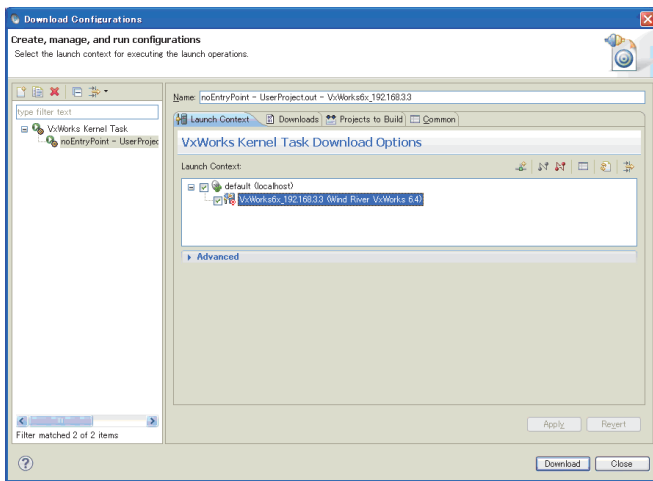 Download Configurations
Create, manage, and run configurations
Select the launch context for executing the launch operations.
type filter text
VxWorks Kernel Task
noEntryPoint - UserProjec
Filter matched 2 of 2 items
Name: noEntryPoint - UserProject.out - VxWorks6x_192.168.3.3
Launch Context
Downloads
Projects to Build
Common
VxWorks Kernel Task Download Options
Launch Context:
default (localhost)
VxWorks6x_192.168.3.3 (Wind River VxWorks 6.4)
Advanced
Apply
Revert
?
Download
Close